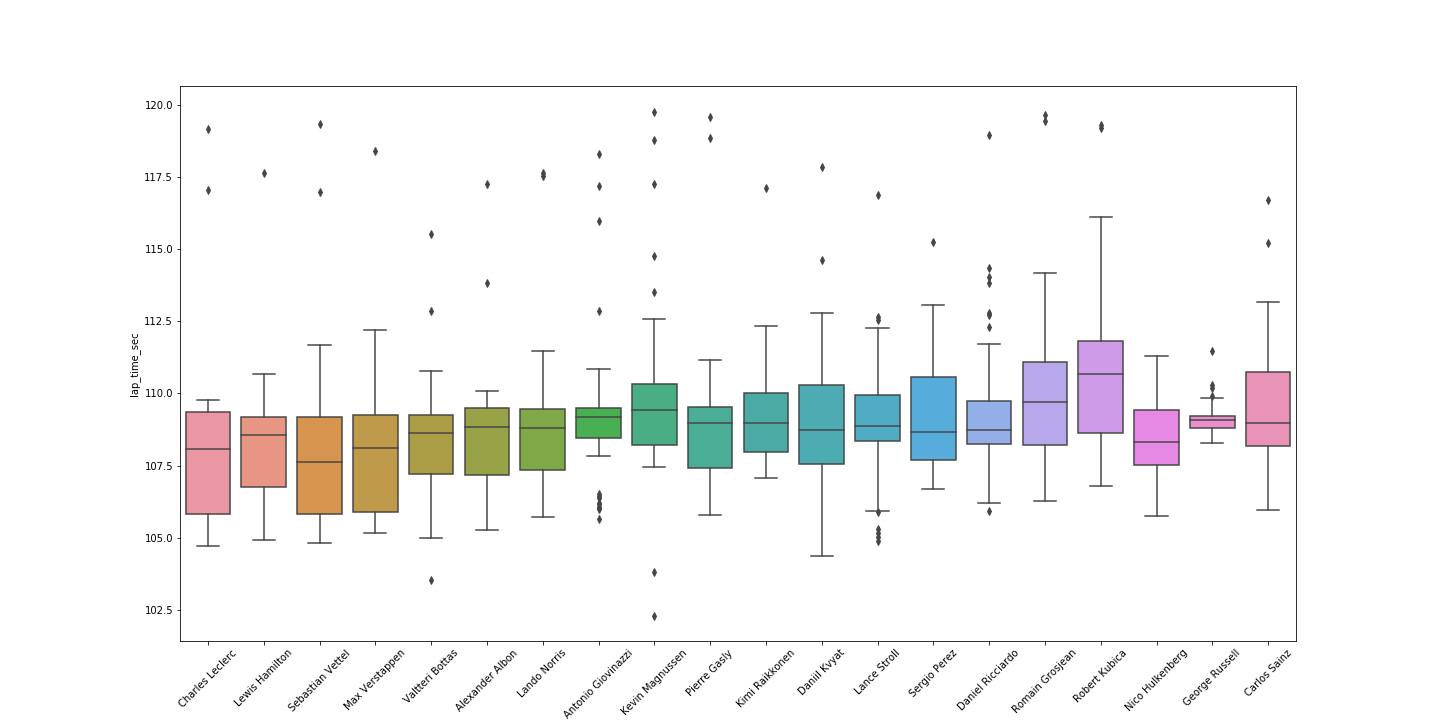 120.0
117.5
115.0
112.5
110.0
107.5
105.0
102.5
lap_time_sec
Charles Leclerc
Lewis Hamilton
Sebastian Vettel
Max Verstappen
Valtteri Bottas
Alexander Albon
Lando Norris
Antonio Giovinazzi
Kevin Magnussen
Pierre Gasly
Kimi Raikkonen
Daniil Kvyat
Lance Stroll
Sergio Perez
Daniel Ricciardo
Romain Grosjean
Robert Kubica
Nico Hulkenberg
George Russell
Carlos Sainz